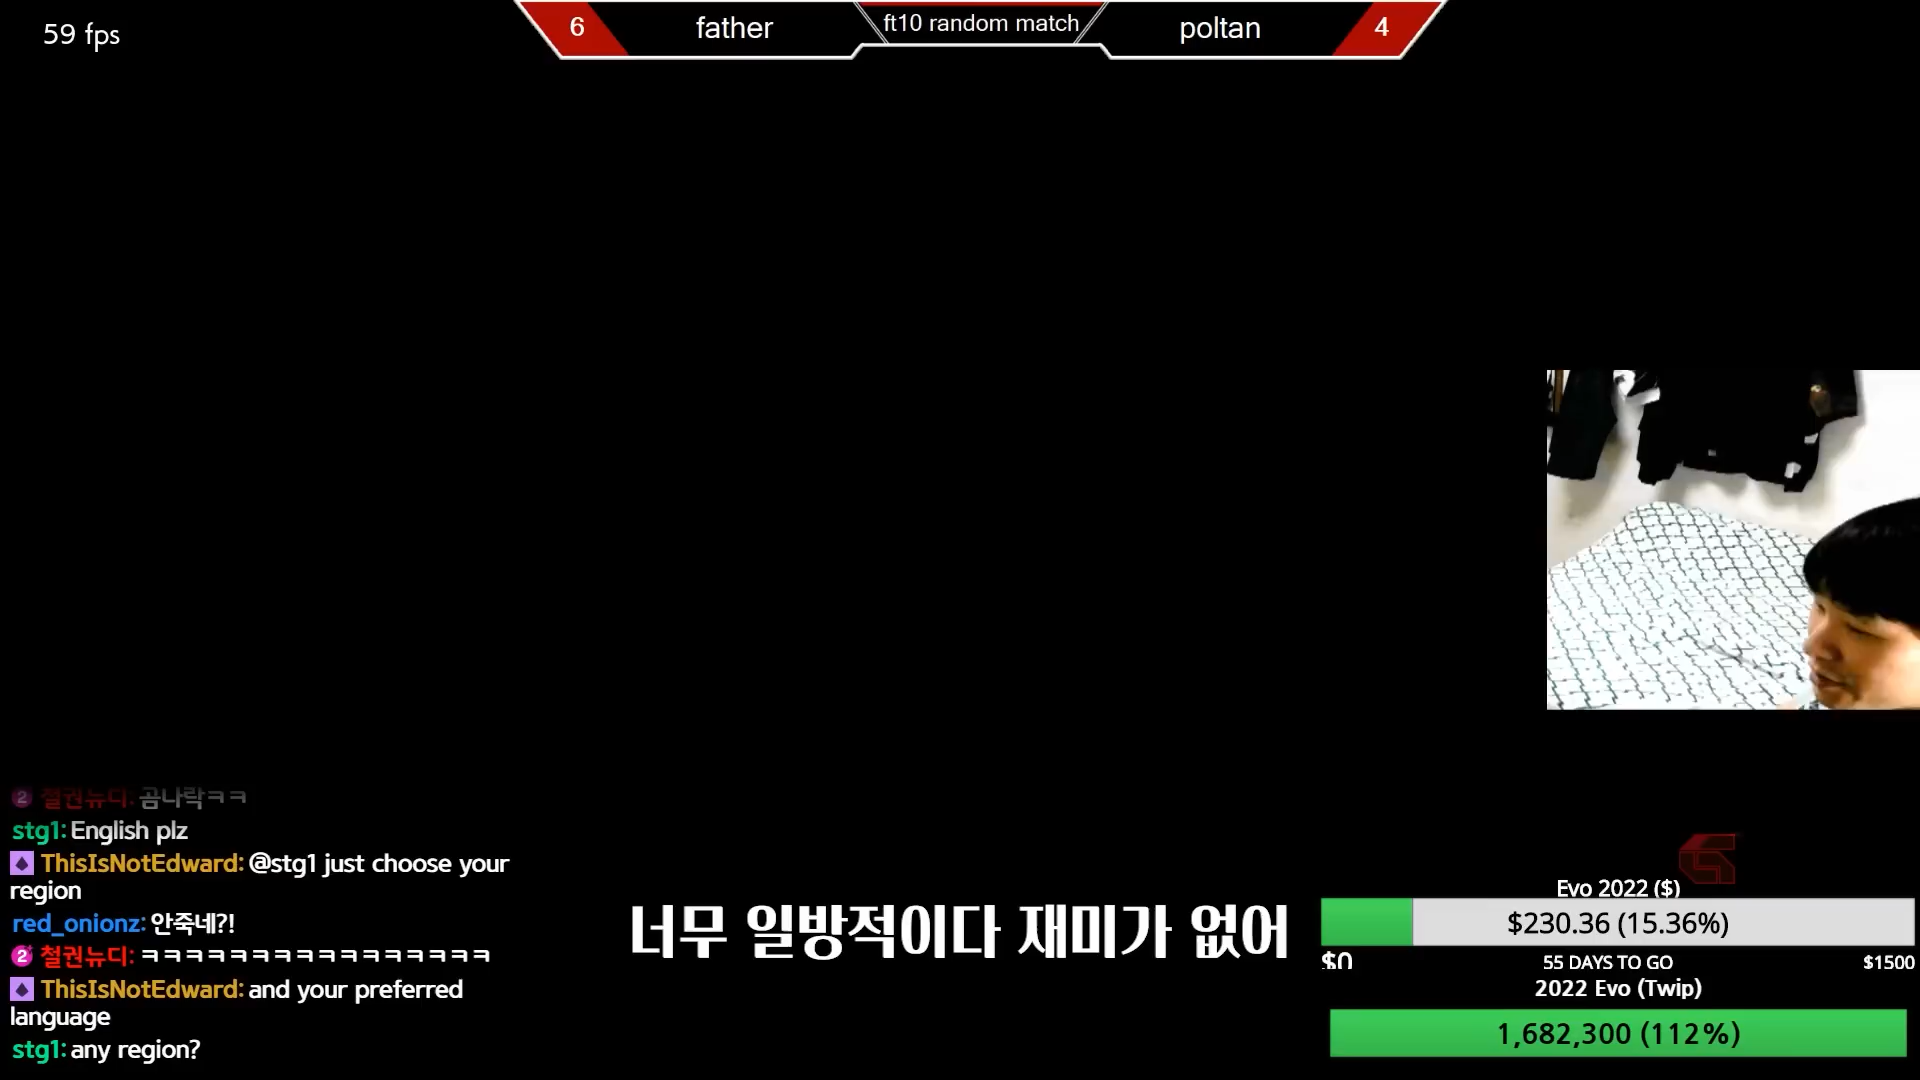 59 fps
6 father ft10 random match poltan 4
철권뉴디: 곰나락ㅋㅋ
stg1: English plz
ThisIsNotEdward: @stg1 just choose your
region
red_onionz: 안죽네?!
철권뉴디: ㅋㅋㅋㅋㅋㅋㅋㅋㅋㅋㅋㅋㅋㅋㅋㅋ
ThisIsNotEdward: and your preferred
language
stg1: any region?
너무 일방적이다 재미가 없어
Evo 2022 ($)
$230.36 (15.36%)
$0 55 DAYS TO GO $1500
2022 Evo (Twip)
1,682,300 (112%)